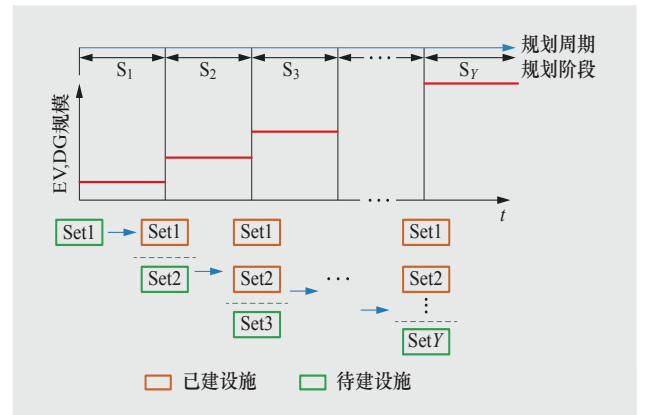 规划周期
S1 S2 S3 … SY 规划阶段
EV,DG规模
… t
Set1 Set1 Set1 Set1
Set2 Set2 … Set2
⋮
Set3 SetY
已建设施 待建设施